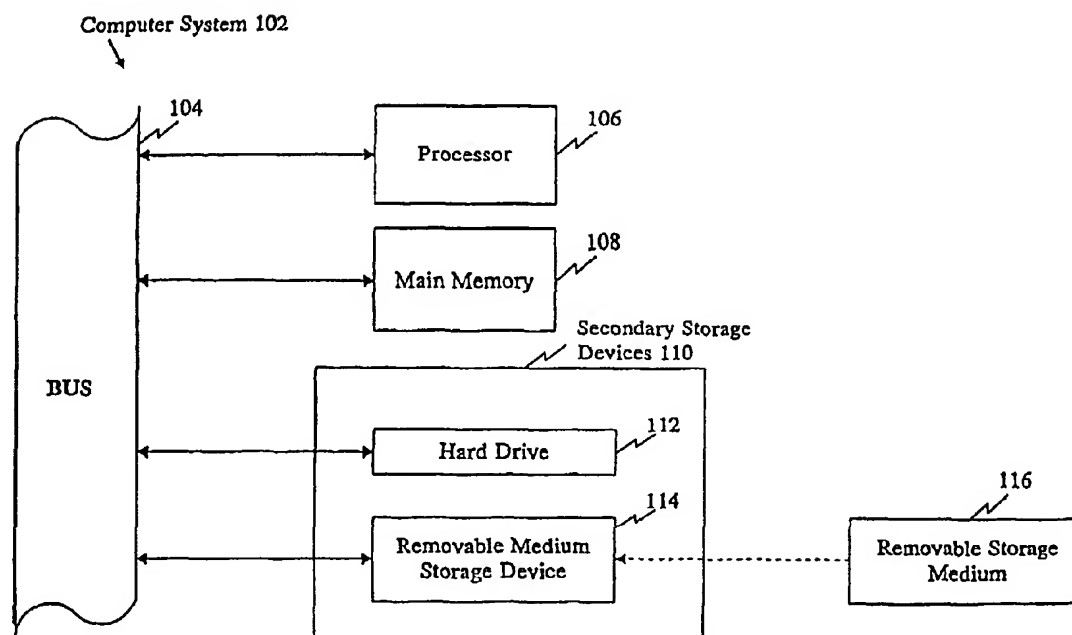 Computer System 102
104
106
Processor
108
Main Memory
Secondary Storage
Devices 110
BUS
112
Hard Drive
114
116
Removable Medium
Storage Device
Removable Storage
Medium